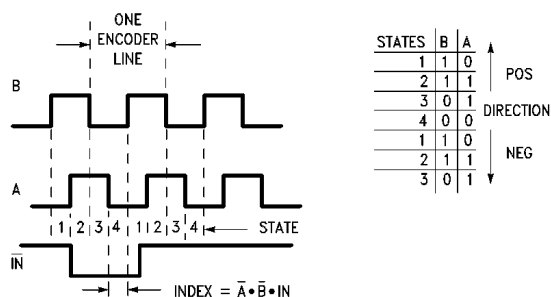 ONE
ENCODER
LINE
B
A
1 2 3 4 1 2 3 4 STATE
I̅N̅
INDEX = A̅•B̅•IN
STATES B A
1 1 0
2 1 1
3 0 1
4 0 0
1 1 0
2 1 1
3 0 1
POS
DIRECTION
NEG